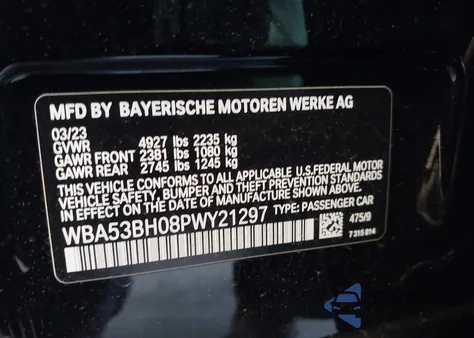 MFD BY BAYERISCHE MOTOREN WERKE AG
03/23
GVWR 4927 lbs 2235 kg
GAWR FRONT 2381 lbs 1080 kg
GAWR REAR 2745 lbs 1245 kg
THIS VEHICLE CONFORMS TO ALL APPLICABLE U.S.FEDERAL MOTOR
VEHICLE SAFETY, BUMPER AND THEFT PREVENTION STANDARDS
IN EFFECT ON THE DATE OF MANUFACTURE SHOWN ABOVE.
WBA53BH08PWY21297 TYPE: PASSENGER CAR
475/9
7 315 814